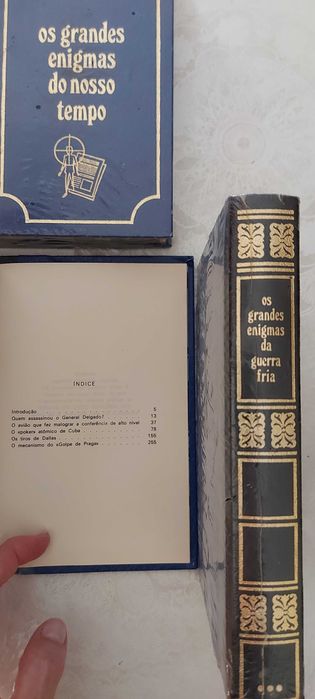 os grandes
enigmas
do nosso
tempo
ÍNDICE
Introdução 5
Quem assassinou o General Delgado? 13
O avião que fez malograr a conferência de alto nível 37
O «poker» atómico de Cuba 78
Os tiros de Dallas 155
O mecanismo do «Golpe de Praga» 255
os
grandes
enigmas
da
guerra
fria